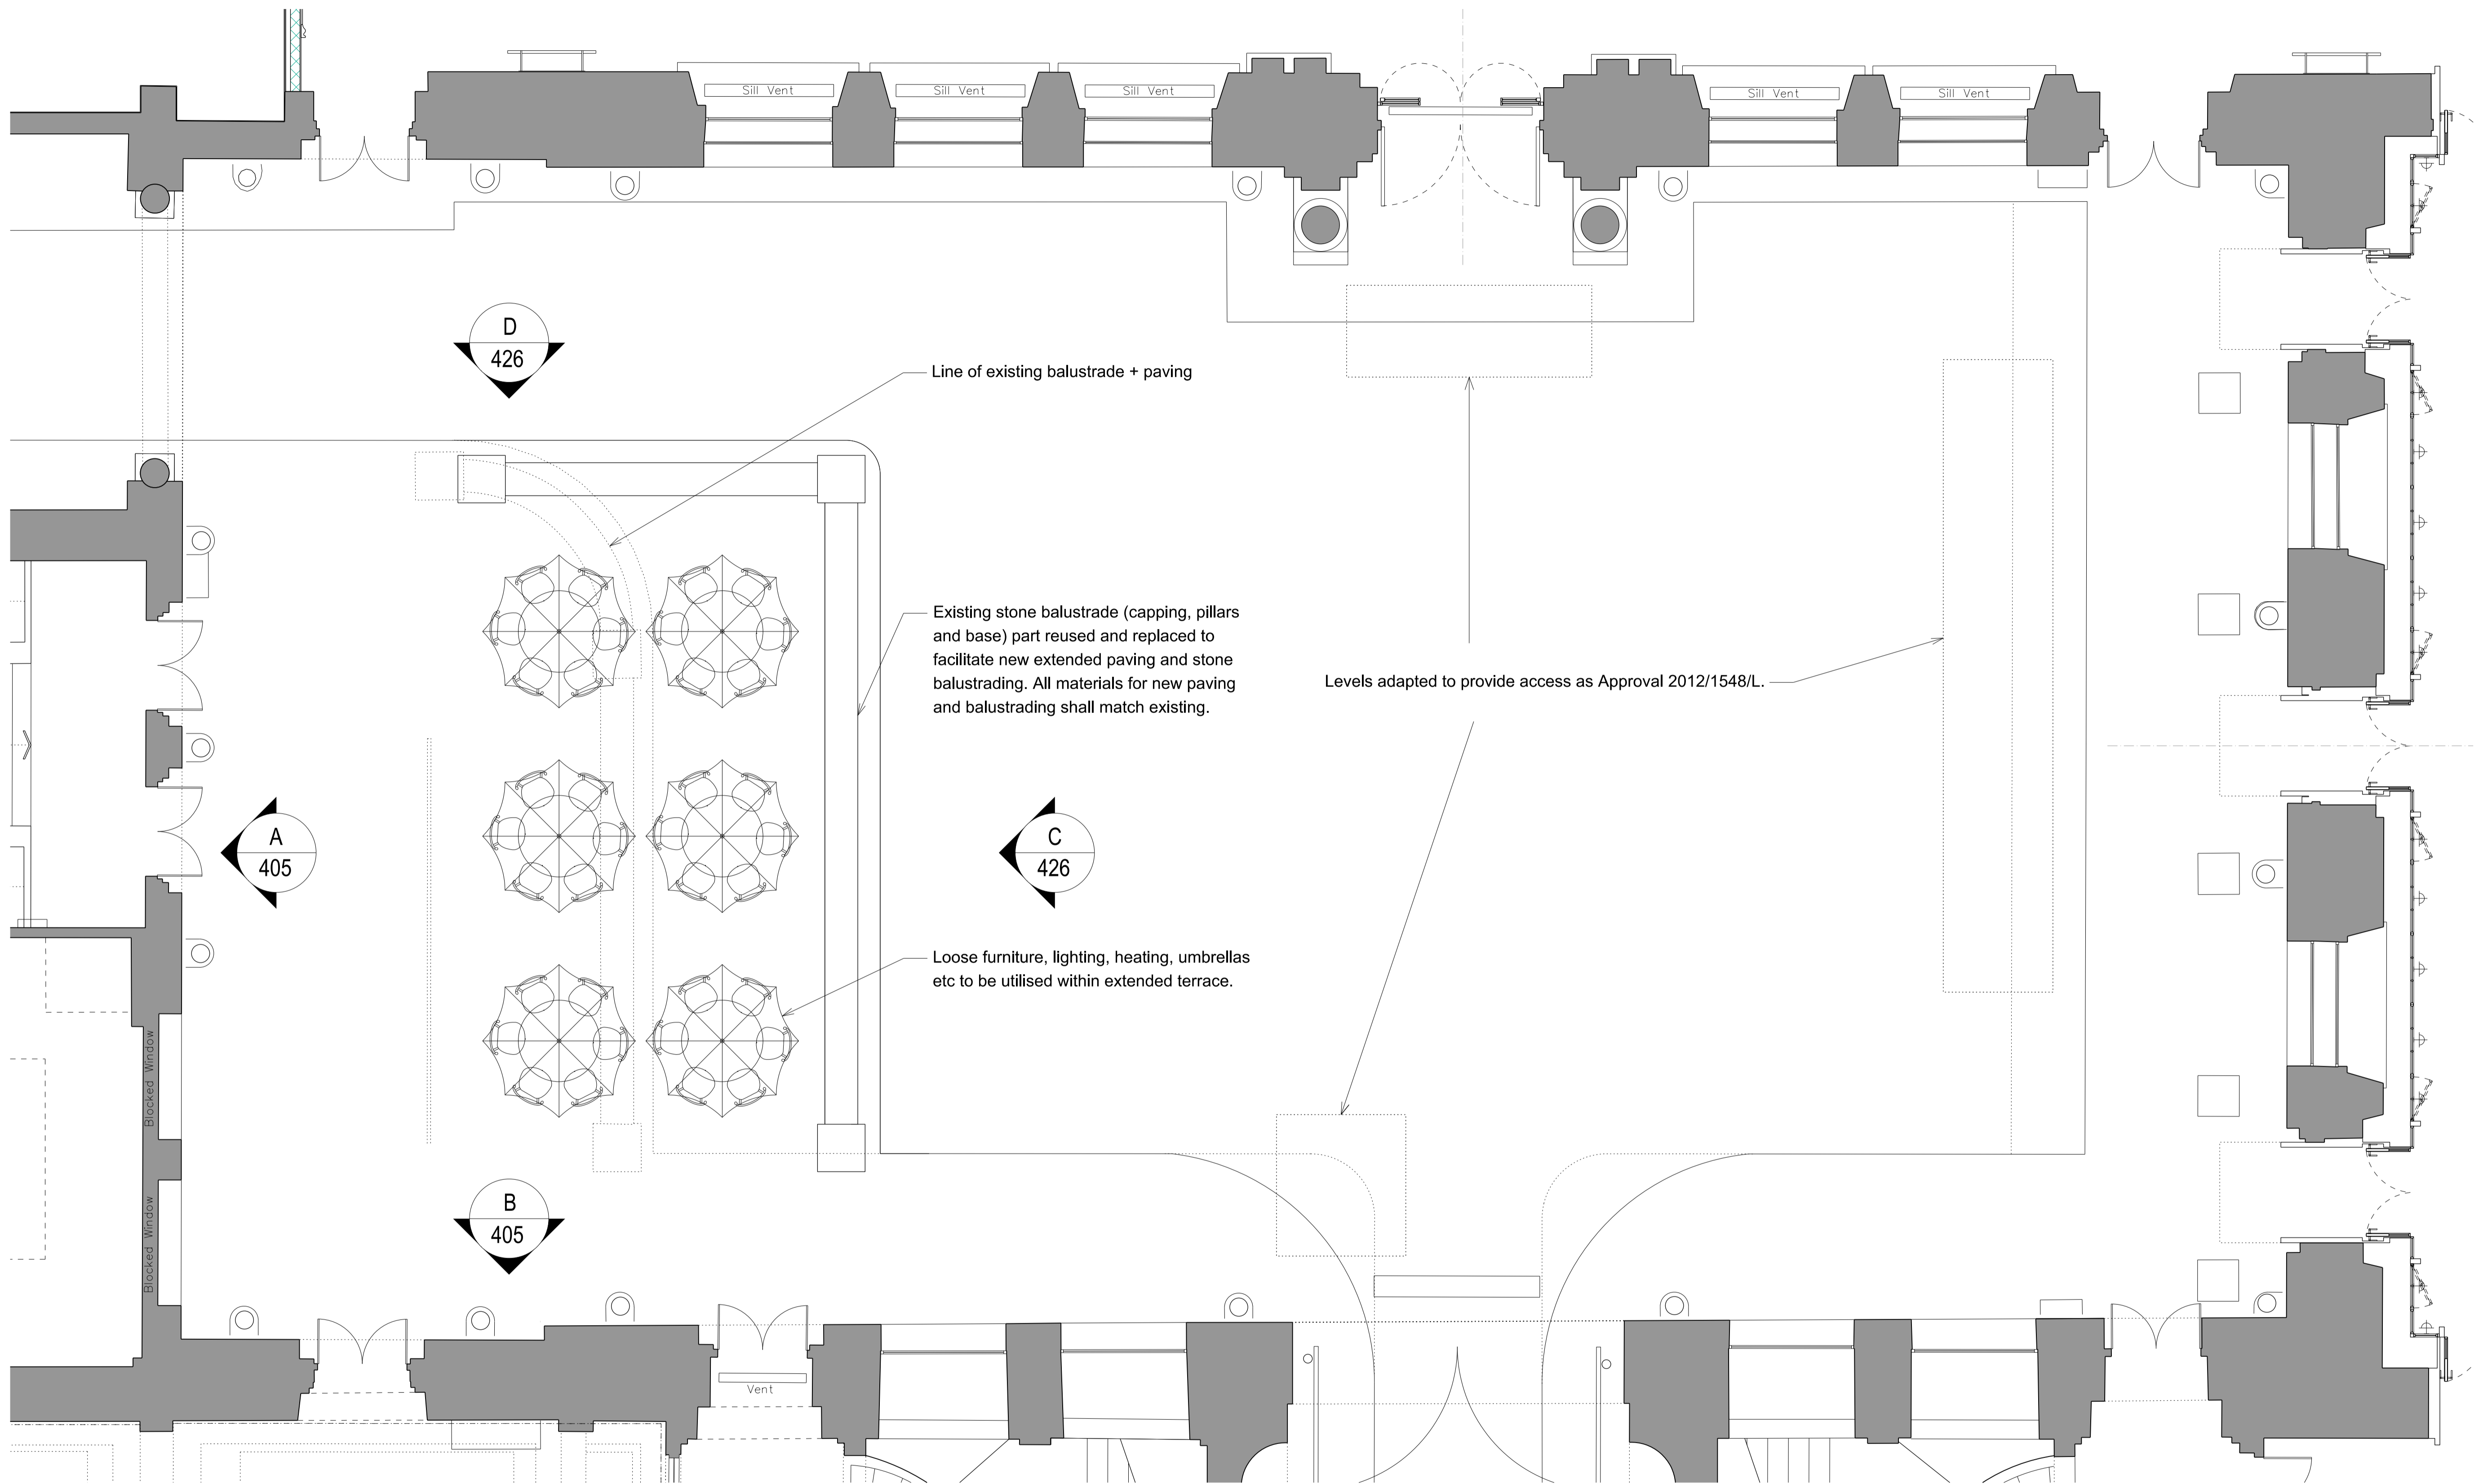 Sill Vent
Sill Vent
Sill Vent
Sill Vent
Sill Vent
D
426
Line of existing balustrade + paving
Existing stone balustrade (capping, pillars
and base) part reused and replaced to
facilitate new extended paving and stone
balustrading. All materials for new paving
and balustrading shall match existing.
Levels adapted to provide access as Approval 2012/1548/L.
A
405
C
426
Loose furniture, lighting, heating, umbrellas
etc to be utilised within extended terrace.
Blocked Window
Blocked Window
B
405
Vent